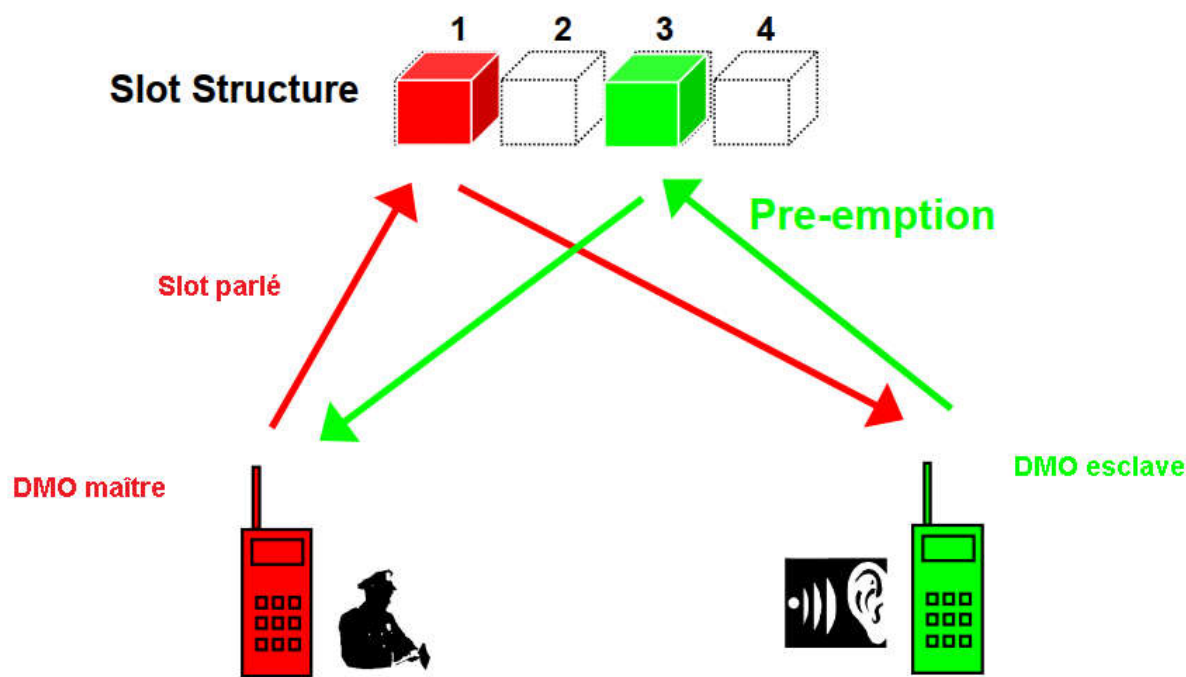 1 2 3 4
Slot Structure
Pre-emption
Slot parlé
DMO maître
DMO esclave